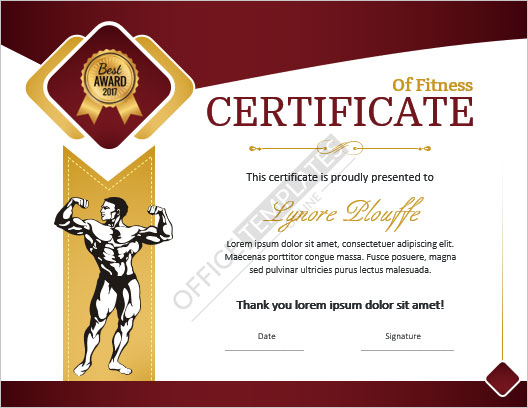 Best
AWARD
2017
Of Fitness
CERTIFICATE
This certificate is proudly presented to
Lynore Plouffe
Lorem ipsum dolor sit amet, consectetuer adipiscing elit.
Maecenas porttitor congue massa. Fusce posuere, magna
sed pulvinar ultricies purus lectus malesuada.
Thank you lorem ipsum dolor sit amet!
Date
Signature
OFFICETEMPLATES
ONLINE